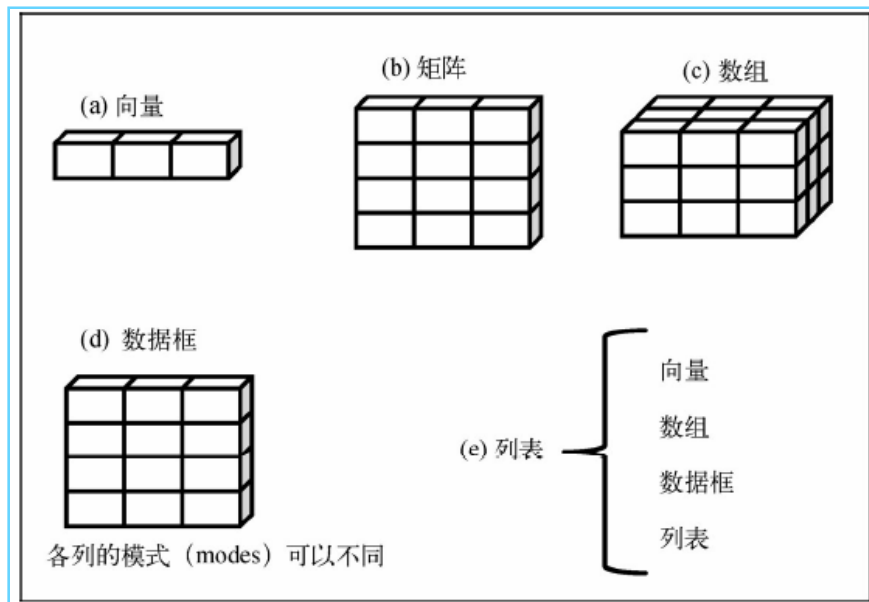 (a) 向量
(b) 矩阵
(c) 数组
(d) 数据框
各列的模式（modes）可以不同
(e) 列表
向量
数组
数据框
列表